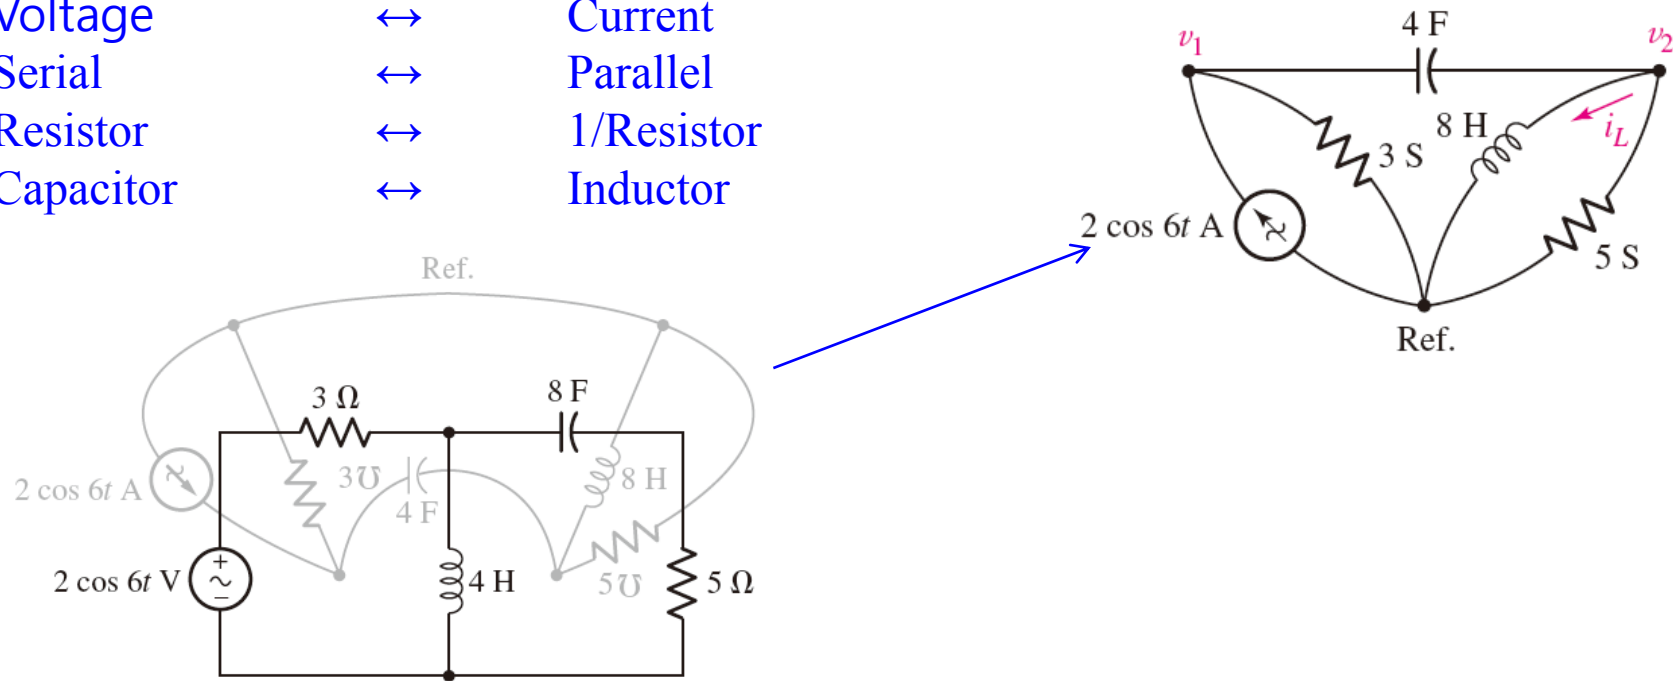 Voltage ↔ Current
Serial ↔ Parallel
Resistor ↔ 1/Resistor
Capacitor ↔ Inductor
4 F
v1
v2
8 H
iL
3 S
2 cos 6t A
5 S
Ref.
Ref.
3 Ω
8 F
3℧
8 H
2 cos 6t A
4 F
2 cos 6t V
+
−
4 H
5℧
5 Ω